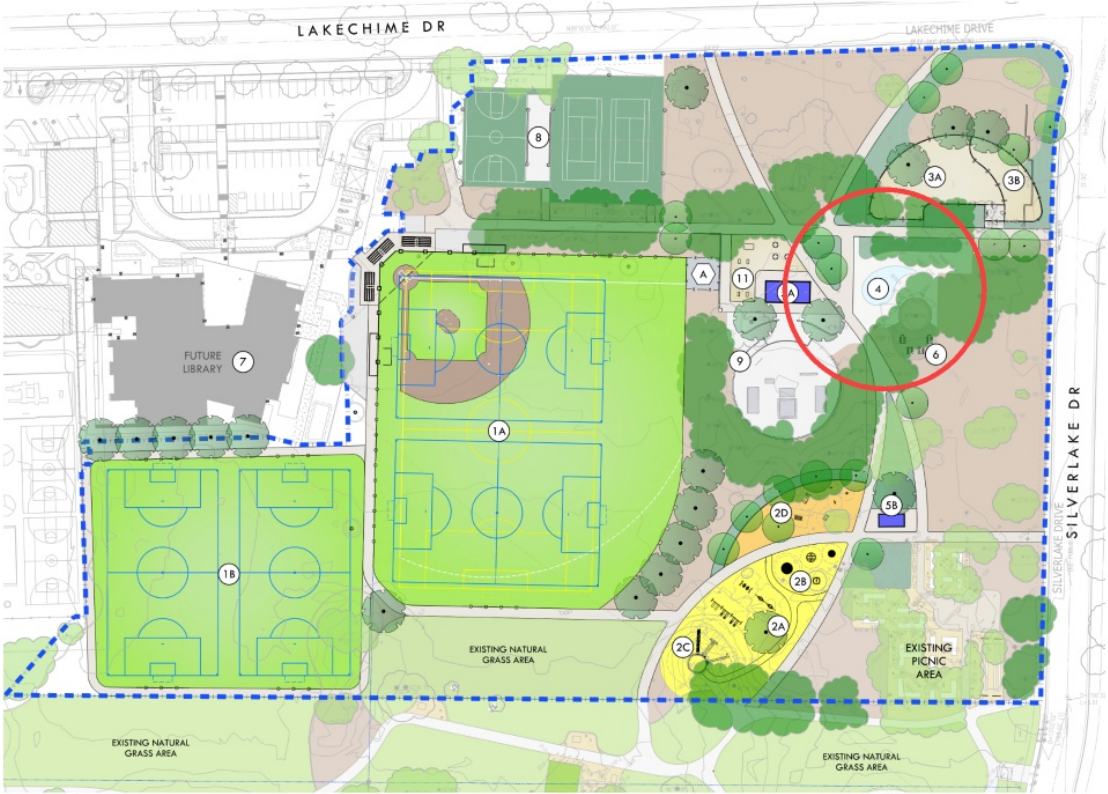 LAKECHIME DR
LAKECHIME DRIVE
8
3A
3B
A
11
4
6
9
FUTURE
LIBRARY
7
1A
SILVERLAKE DR
SILVERLAKE DRIVE
2D
5B
1B
2B
2A
2C
EXISTING NATURAL
GRASS AREA
EXISTING
PICNIC
AREA
EXISTING NATURAL
GRASS AREA
EXISTING NATURAL
GRASS AREA